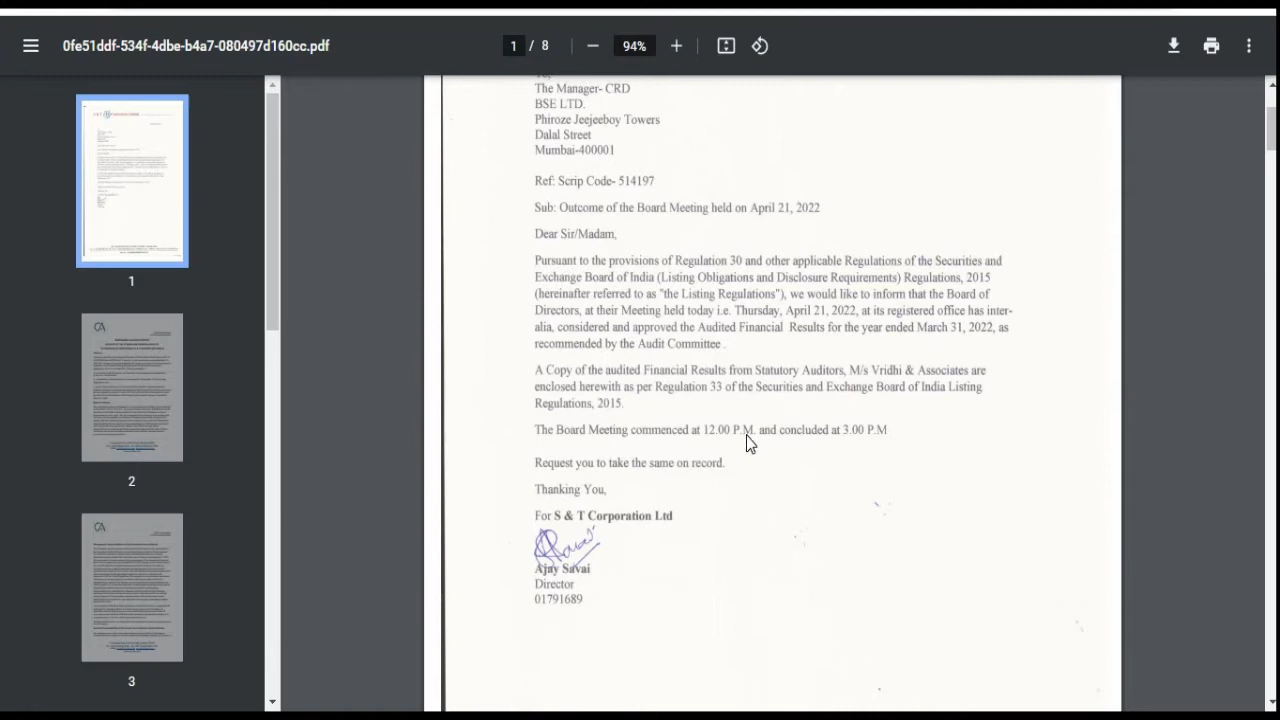 0fe51ddf-534f-4dbe-b4a7-080497d160cc.pdf
1 / 8
94%
The Manager- CRD
BSE LTD.
Phiroze Jeejeeboy Towers
Dalal Street
Mumbai-400001
Ref: Scrip Code- 514197
Sub: Outcome of the Board Meeting held on April 21, 2022
Dear Sir/Madam,
Pursuant to the provisions of Regulation 30 and other applicable Regulations of the Securities and
Exchange Board of India (Listing Obligations and Disclosure Requirements) Regulations, 2015
(hereinafter referred to as "the Listing Regulations"), we would like to inform that the Board of
Directors, at their Meeting held today i.e. Thursday, April 21, 2022, at its registered office has inter-
alia, considered and approved the Audited Financial Results for the year ended March 31, 2022, as
recommended by the Audit Committee .
A Copy of the audited Financial Results from Statutory Auditors, M/s Vridhi & Associates are
enclosed herewith as per Regulation 33 of the Securities and Exchange Board of India Listing
Regulations, 2015.
The Board Meeting commenced at 12.00 P.M. and concluded at 3.00 P.M
Request you to take the same on record.
Thanking You,
For S & T Corporation Ltd
Ajay Savai
Director
01791689
1
2
3